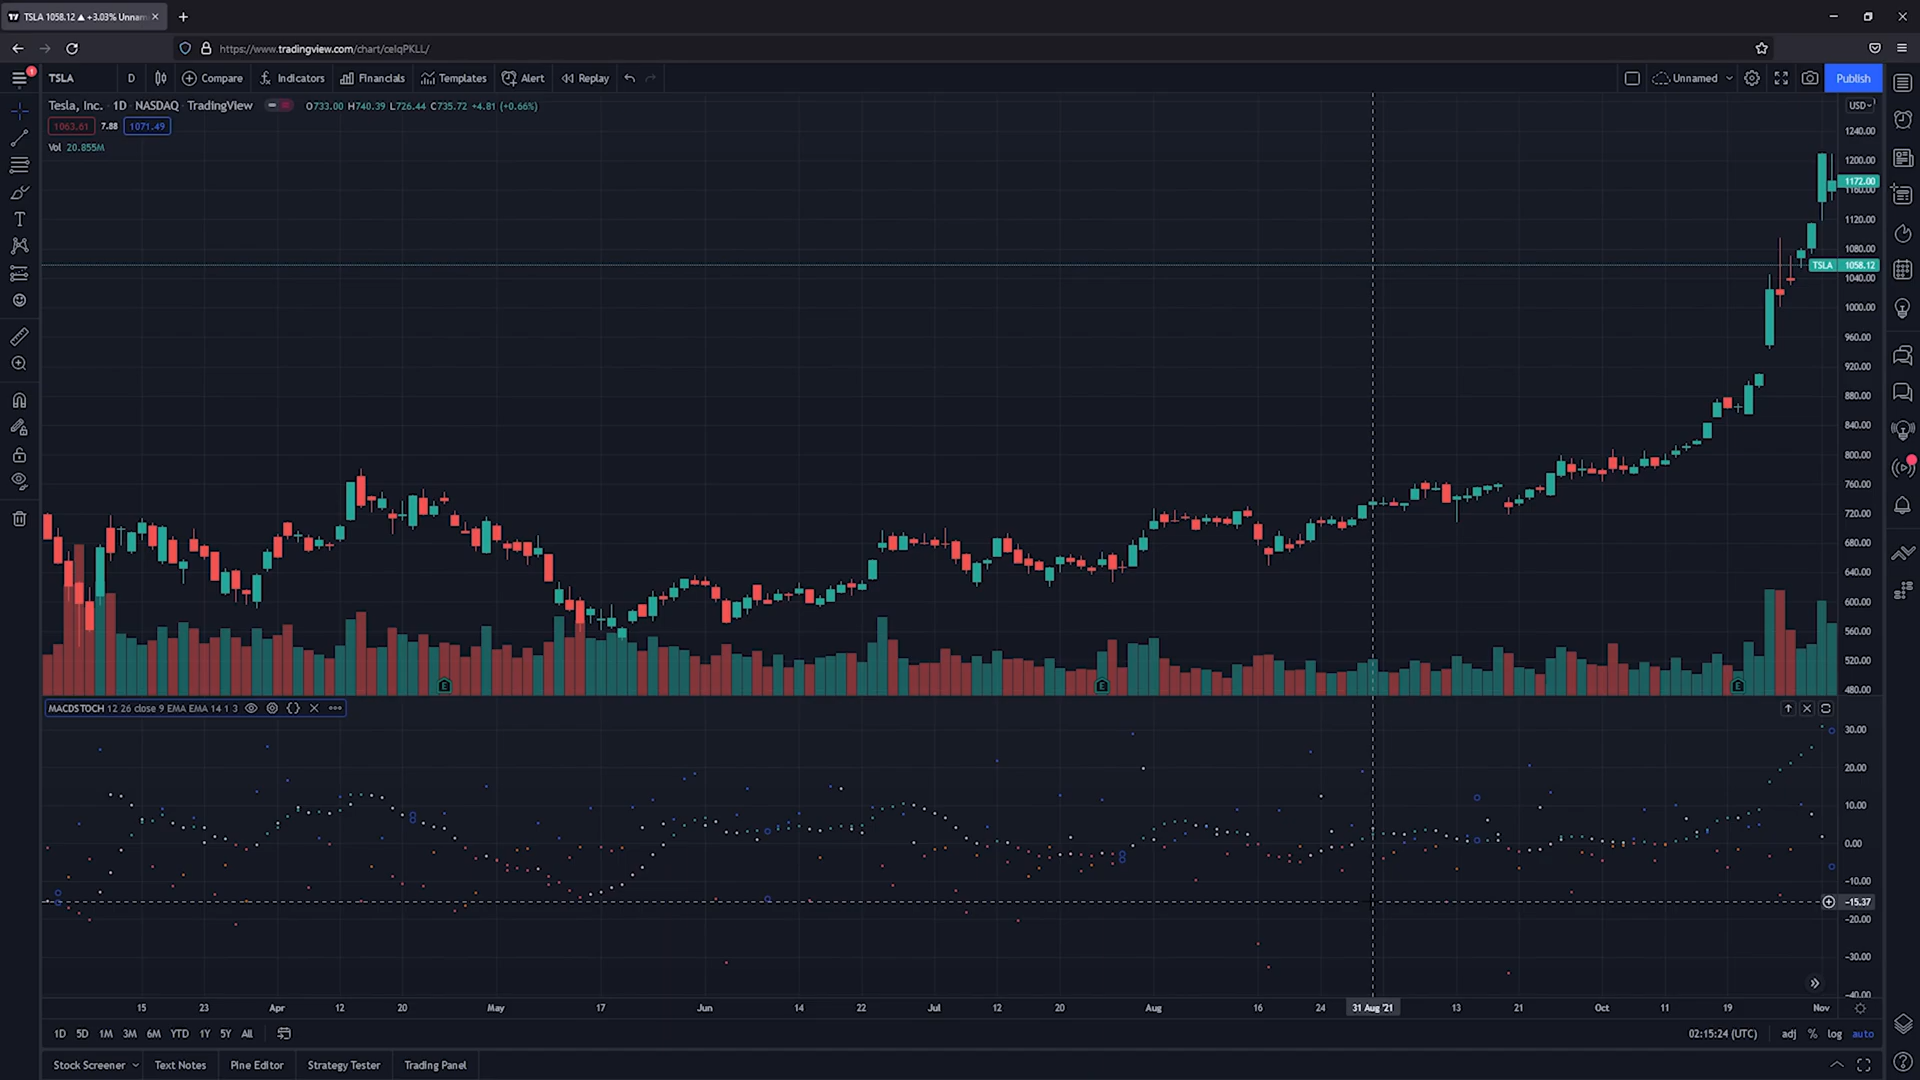 TSLA 1058.12 ▲ +3.03% Unnam
https://www.tradingview.com/chart/celqPKLL/
1
TSLA D Compare Indicators Financials Templates Alert Replay Unnamed Publish
Tesla, Inc. 1D NASDAQ TradingView O733.00 H740.39 L726.44 C735.72 +4.81 (+0.66%)
USD
1063.61 7.88 1071.49
Vol 20.855M
1240.00
1200.00
1172.00
1160.00
1120.00
1080.00
TSLA 1058.12
1040.00
1000.00
960.00
920.00
880.00
840.00
800.00
760.00
720.00
680.00
640.00
600.00
560.00
520.00
480.00
E E E
MACDSTOCH 12 26 close 9 EMA EMA 14 1 3
30.00
20.00
10.00
0.00
-10.00
-15.37
-20.00
-30.00
-40.00
15 23 Apr 12 20 May 17 Jun 14 22 Jul 12 20 Aug 16 24 31 Aug '21 13 21 Oct 11 19 Nov
1D 5D 1M 3M 6M YTD 1Y 5Y All 02:15:24 (UTC) adj % log auto
Stock Screener Text Notes Pine Editor Strategy Tester Trading Panel